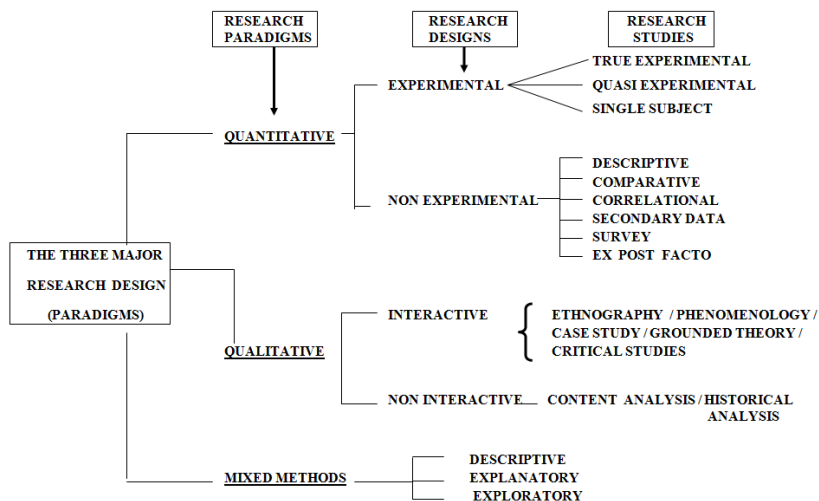 RESEARCH
PARADIGMS
RESEARCH
DESIGNS
RESEARCH
STUDIES
THE THREE MAJOR
RESEARCH DESIGN
(PARADIGMS)
QUANTITATIVE
EXPERIMENTAL
TRUE EXPERIMENTAL
QUASI EXPERIMENTAL
SINGLE SUBJECT
NON EXPERIMENTAL
DESCRIPTIVE
COMPARATIVE
CORRELATIONAL
SECONDARY DATA
SURVEY
EX POST FACTO
QUALITATIVE
INTERACTIVE
ETHNOGRAPHY / PHENOMENOLOGY /
CASE STUDY / GROUNDED THEORY /
CRITICAL STUDIES
NON INTERACTIVE
CONTENT ANALYSIS / HISTORICAL
ANALYSIS
MIXED METHODS
DESCRIPTIVE
EXPLANATORY
EXPLORATORY